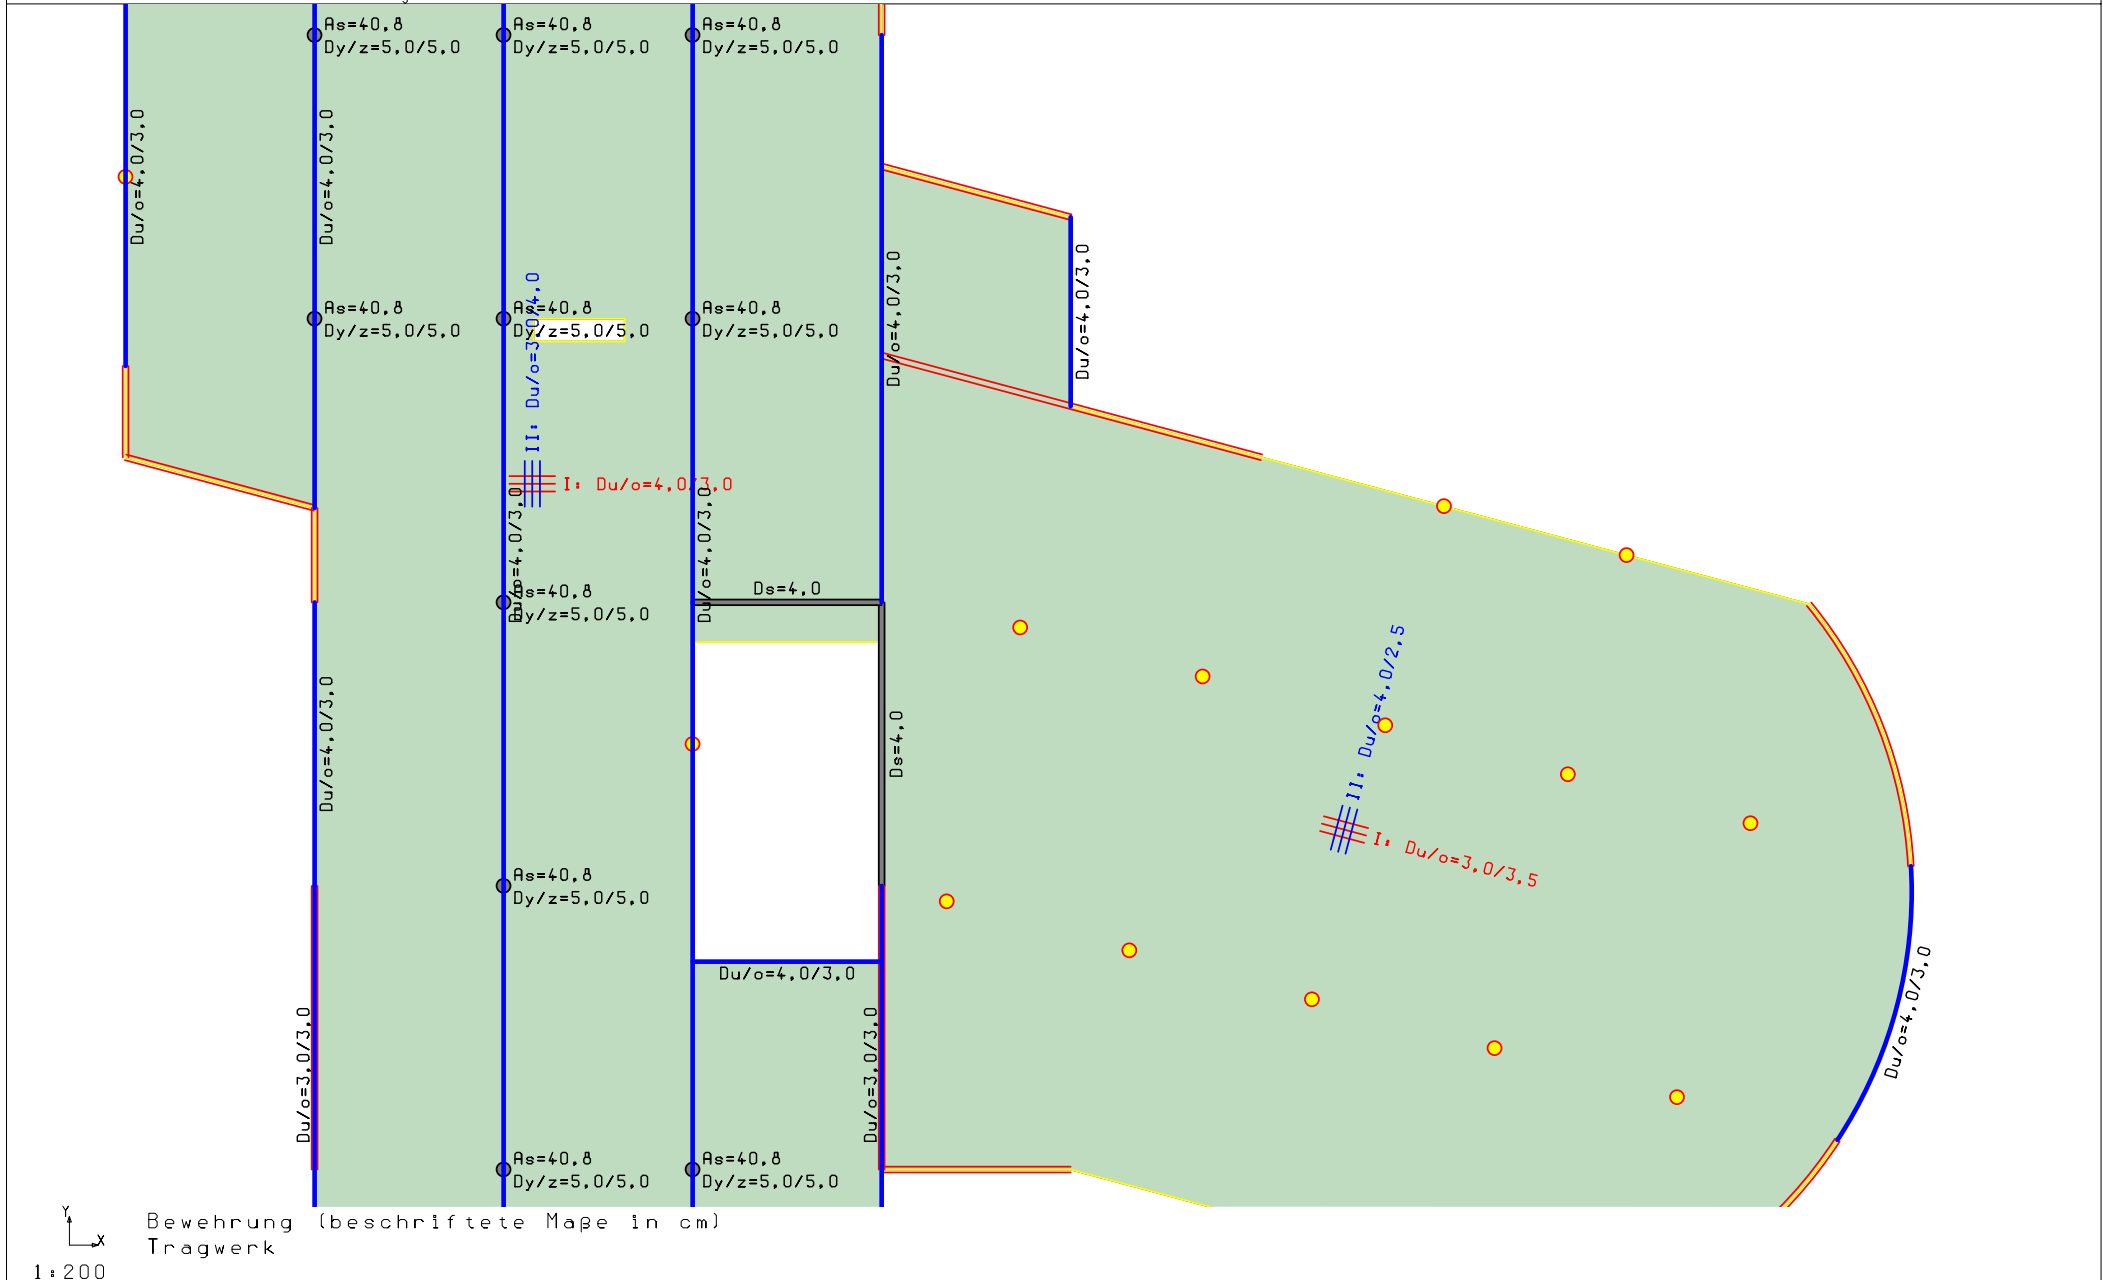 As=40,8
Dy/z=5,0/5,0
As=40,8
Dy/z=5,0/5,0
As=40,8
Dy/z=5,0/5,0
Du/o=4,0/3,0
Du/o=4,0/3,0
Du/o=4,0/3,0
Du/o=4,0/3,0
As=40,8
Dy/z=5,0/5,0
As=40,8
Dy/z=5,0/5,0
As=40,8
Dy/z=5,0/5,0
II: Du/o=3,0/4,0
I: Du/o=4,0/3,0
Du/o=4,0/3,0
Du/o=4,0/3,0
As=40,8
Dy/z=5,0/5,0
Ds=4,0
Du/o=4,0/3,0
Ds=4,0
II: Du/o=4,0/2,5
I: Du/o=3,0/3,5
As=40,8
Dy/z=5,0/5,0
Du/o=4,0/3,0
Du/o=3,0/3,0
Du/o=3,0/3,0
Du/o=4,0/3,0
As=40,8
Dy/z=5,0/5,0
As=40,8
Dy/z=5,0/5,0
Y
X
Bewehrung (beschriftete Maße in cm)
Tragwerk
1:200